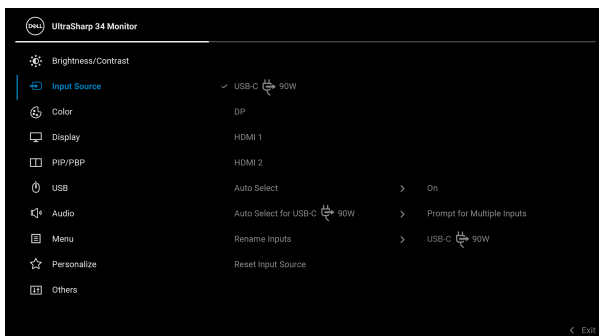 DELL UltraSharp 34 Monitor
Brightness/Contrast
Input Source ✓ USB-C 90W
Color DP
Display HDMI 1
PIP/PBP HDMI 2
USB Auto Select > On
Audio Auto Select for USB-C 90W > Prompt for Multiple Inputs
Menu Rename Inputs > USB-C 90W
Personalize Reset Input Source
Others
< Exit